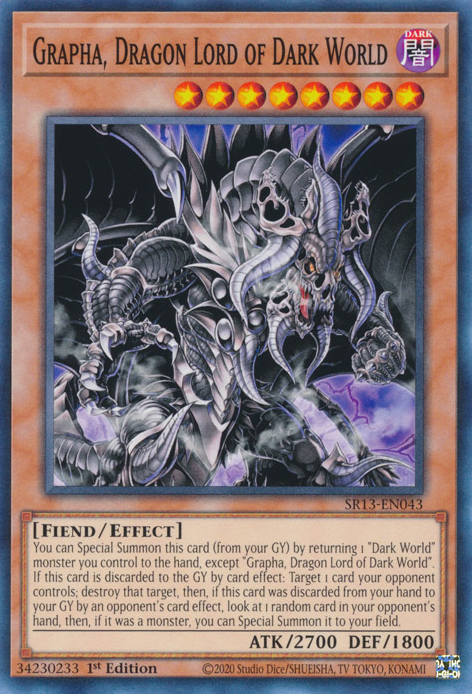 GRAPHA, DRAGON LORD OF DARK WORLD
DARK
闇
SR13-EN043
[FIEND/EFFECT]
You can Special Summon this card (from your GY) by returning 1 "Dark World"
monster you control to the hand, except "Grapha, Dragon Lord of Dark World".
If this card is discarded to the GY by card effect: Target 1 card your opponent
controls; destroy that target, then, if this card was discarded from your hand to
your GY by an opponent's card effect, look at 1 random card in your opponent's
hand, then, if it was a monster, you can Special Summon it to your field.
ATK/2700 DEF/1800
34230233 1st Edition ©2020 Studio Dice/SHUEISHA, TV TOKYO, KONAMI